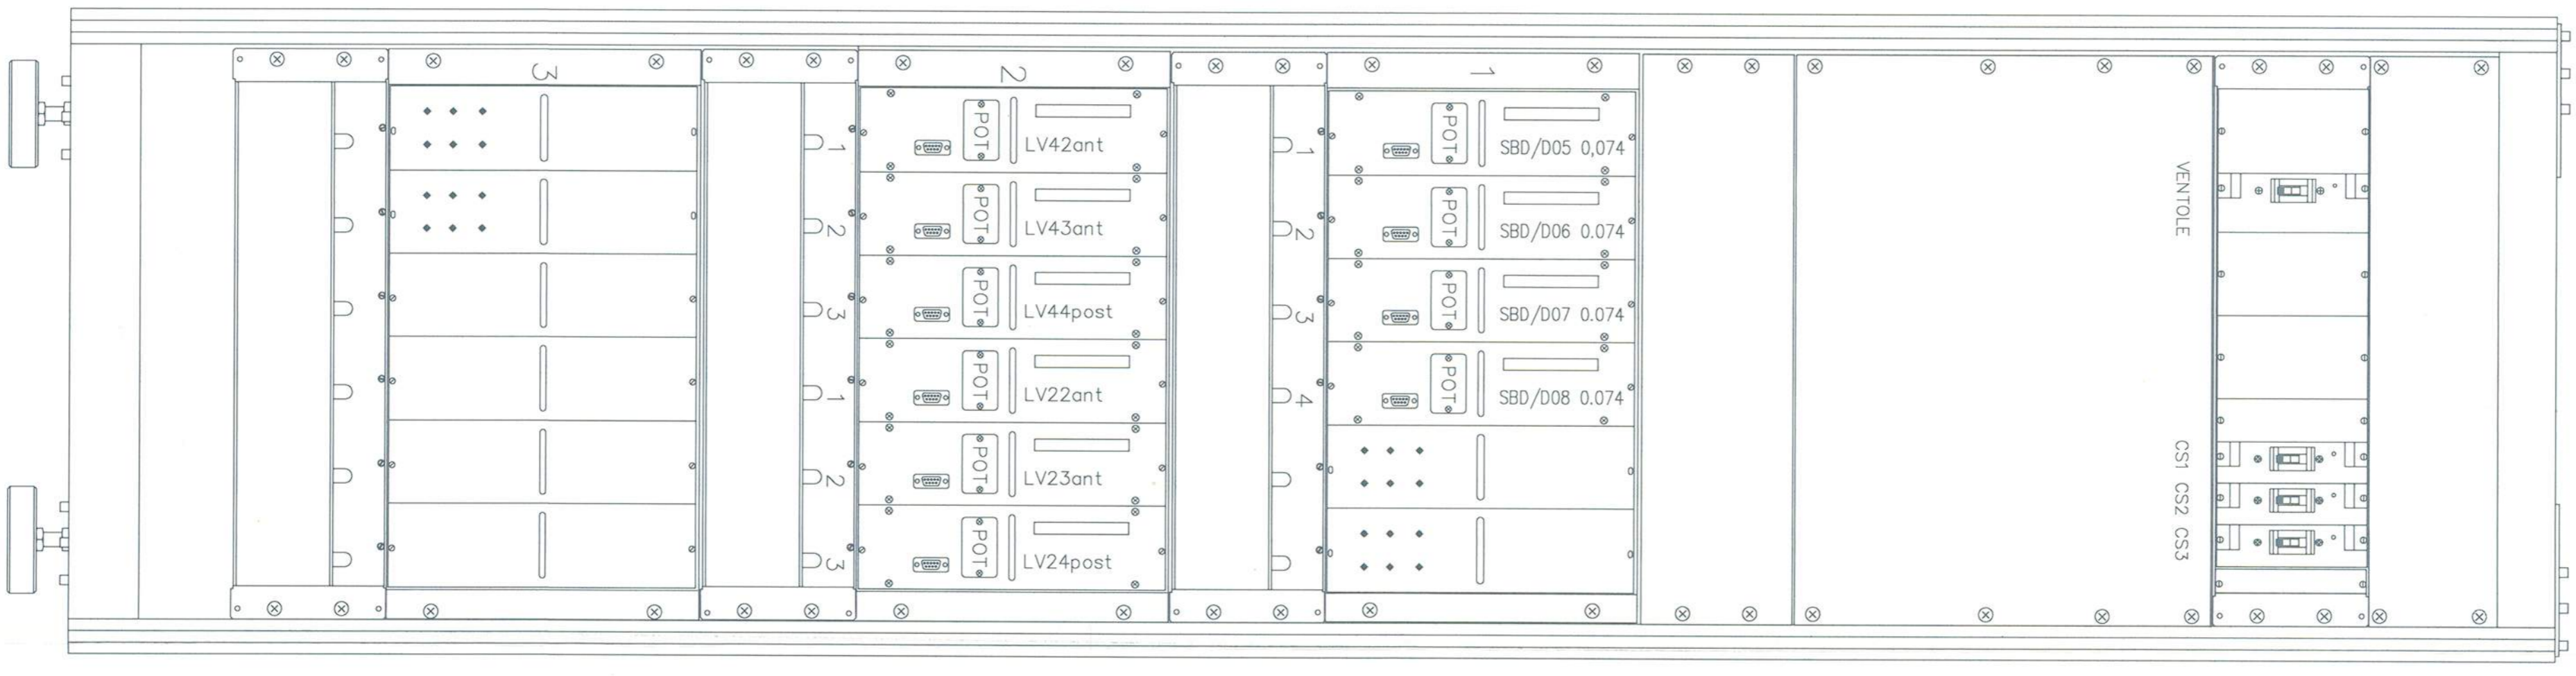 3
2
1
1
2
3
1
2
3
POT
LV42ant
POT
LV43ant
POT
LV44post
POT
LV22ant
POT
LV23ant
POT
LV24post
1
2
3
4
POT
SBD/D05 0,074
POT
SBD/D06 0.074
POT
SBD/D07 0.074
POT
SBD/D08 0.074
VENTOLE
CS1 CS2 CS3